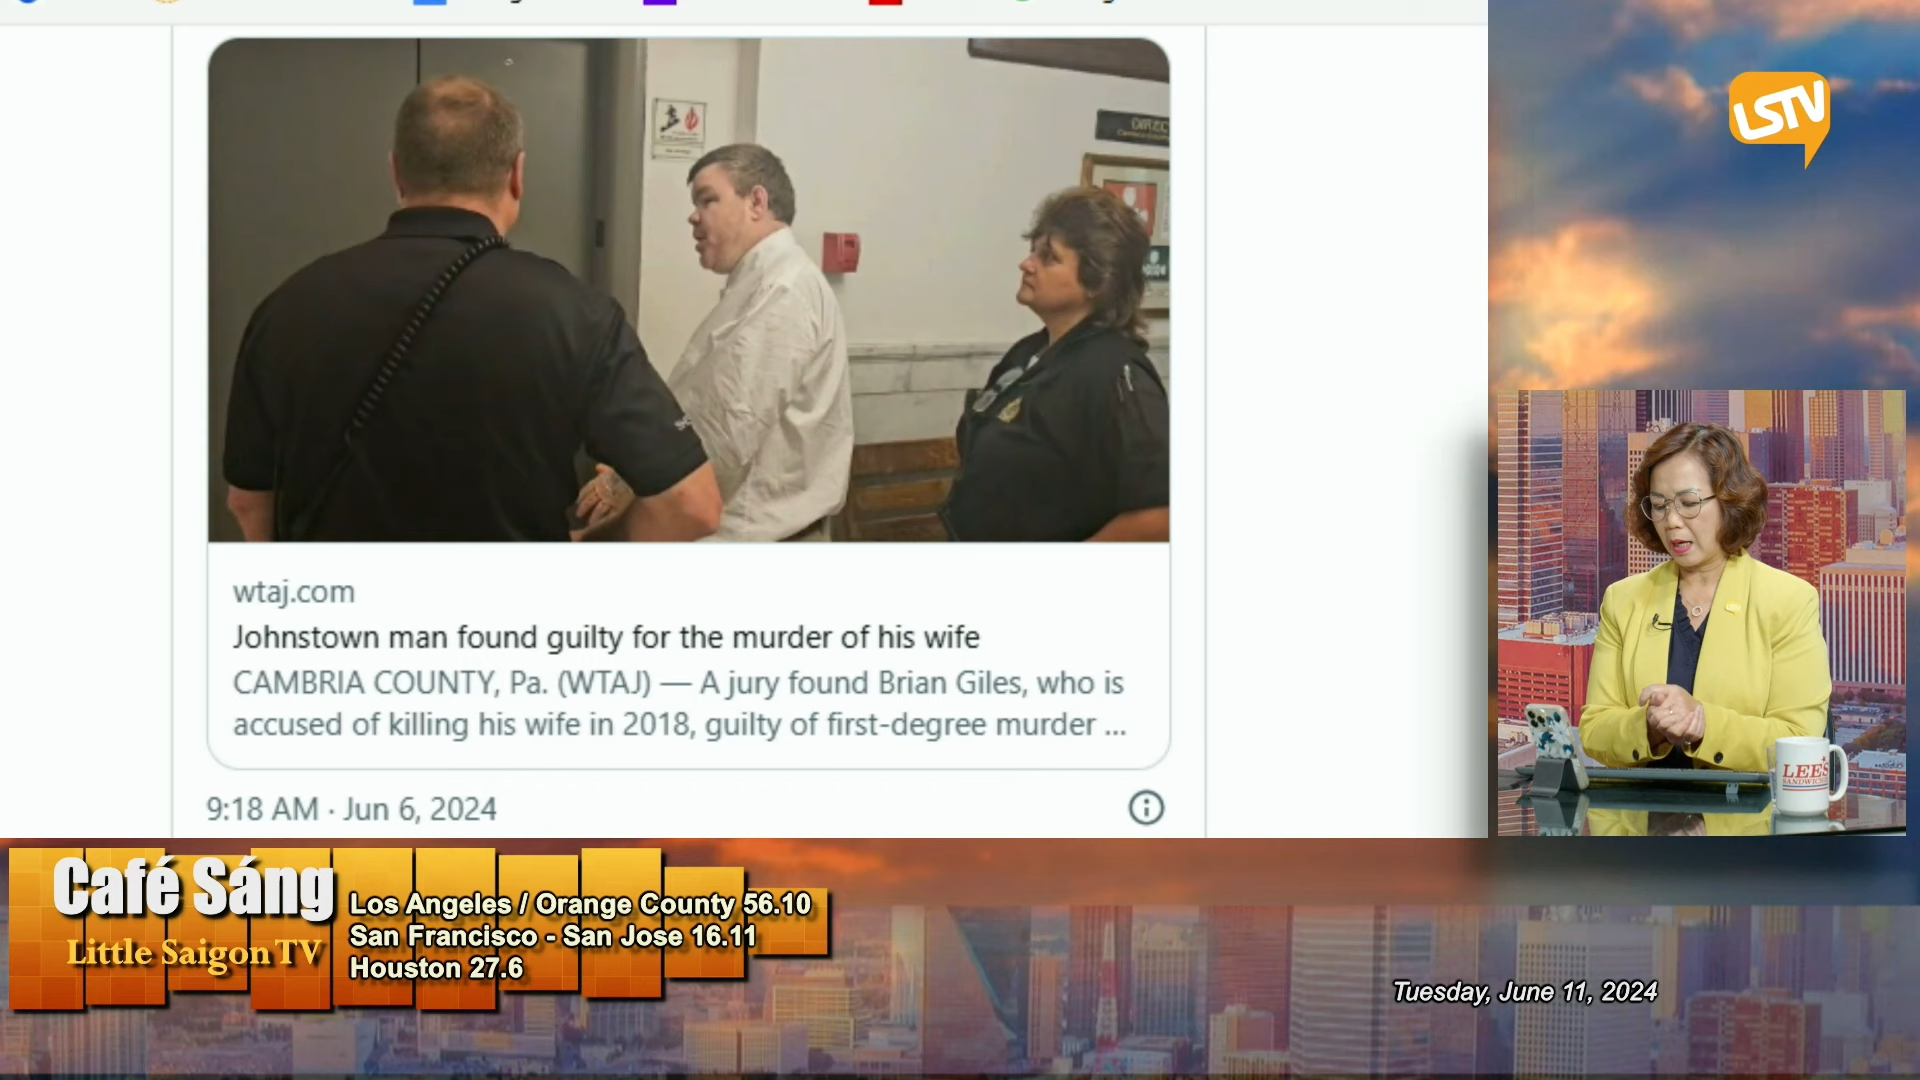 LSTV
DIREC
wtaj.com
Johnstown man found guilty for the murder of his wife
CAMBRIA COUNTY, Pa. (WTAJ) — A jury found Brian Giles, who is
accused of killing his wife in 2018, guilty of first-degree murder ...
9:18 AM · Jun 6, 2024
LEE'S
SANDWICHES
Café Sáng
Little Saigon TV
Los Angeles / Orange County 56.10
San Francisco - San Jose 16.11
Houston 27.6
Tuesday, June 11, 2024